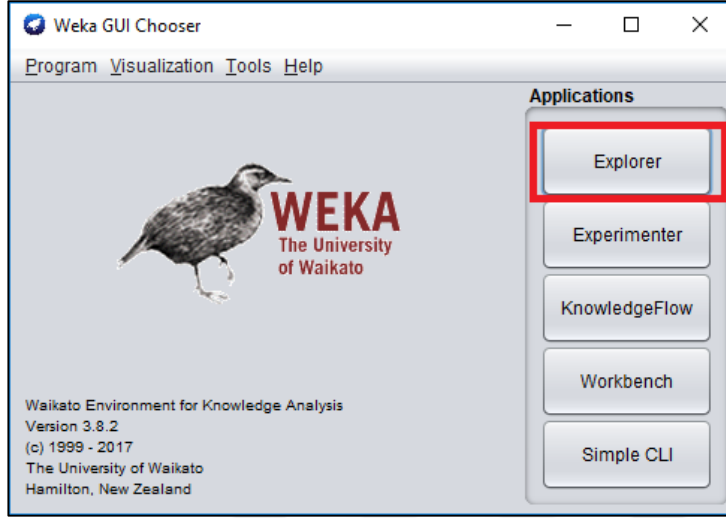 Weka GUI Chooser
Program Visualization Tools Help
Applications
Explorer
WEKA
The University
of Waikato
Experimenter
KnowledgeFlow
Workbench
Simple CLI
Waikato Environment for Knowledge Analysis
Version 3.8.2
(c) 1999 - 2017
The University of Waikato
Hamilton, New Zealand